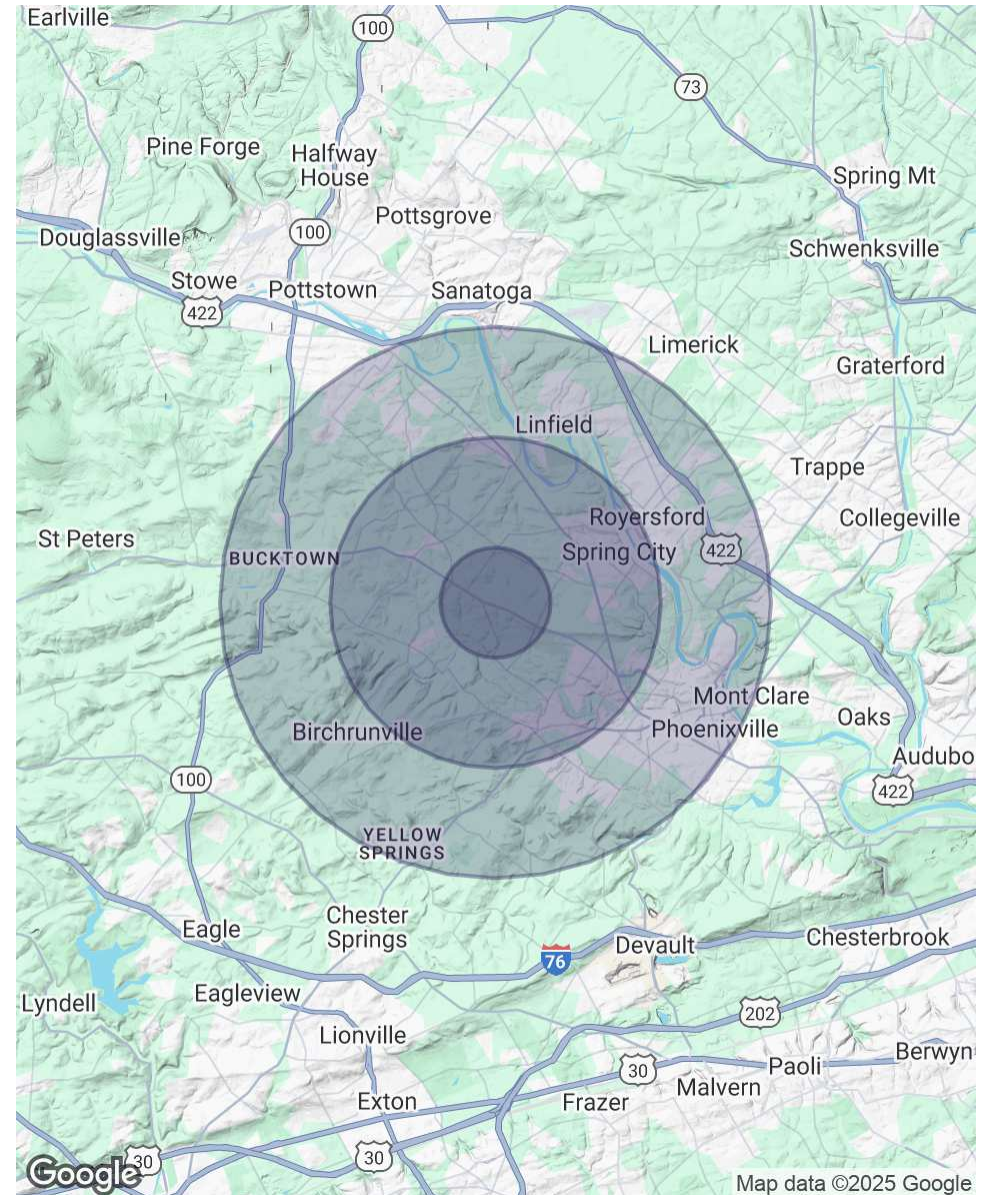 Earlville
100
73
Pine Forge
Halfway
House
Spring Mt
Pottsgrove
100
Douglassville
Schwenksville
Stowe
Pottstown
Sanatoga
422
Limerick
Graterford
Linfield
Trappe
Royersford
Collegeville
St Peters
BUCKTOWN
Spring City
422
Mont Clare
Oaks
Birchrunville
Phoenixville
Audubo
100
422
YELLOW
SPRINGS
Chester
Springs
Eagle
Devault
Chesterbrook
76
Eagleview
Lyndell
202
Lionville
Berwyn
Paoli
30
Malvern
Exton
Frazer
30
30
Google
Map data ©2025 Google